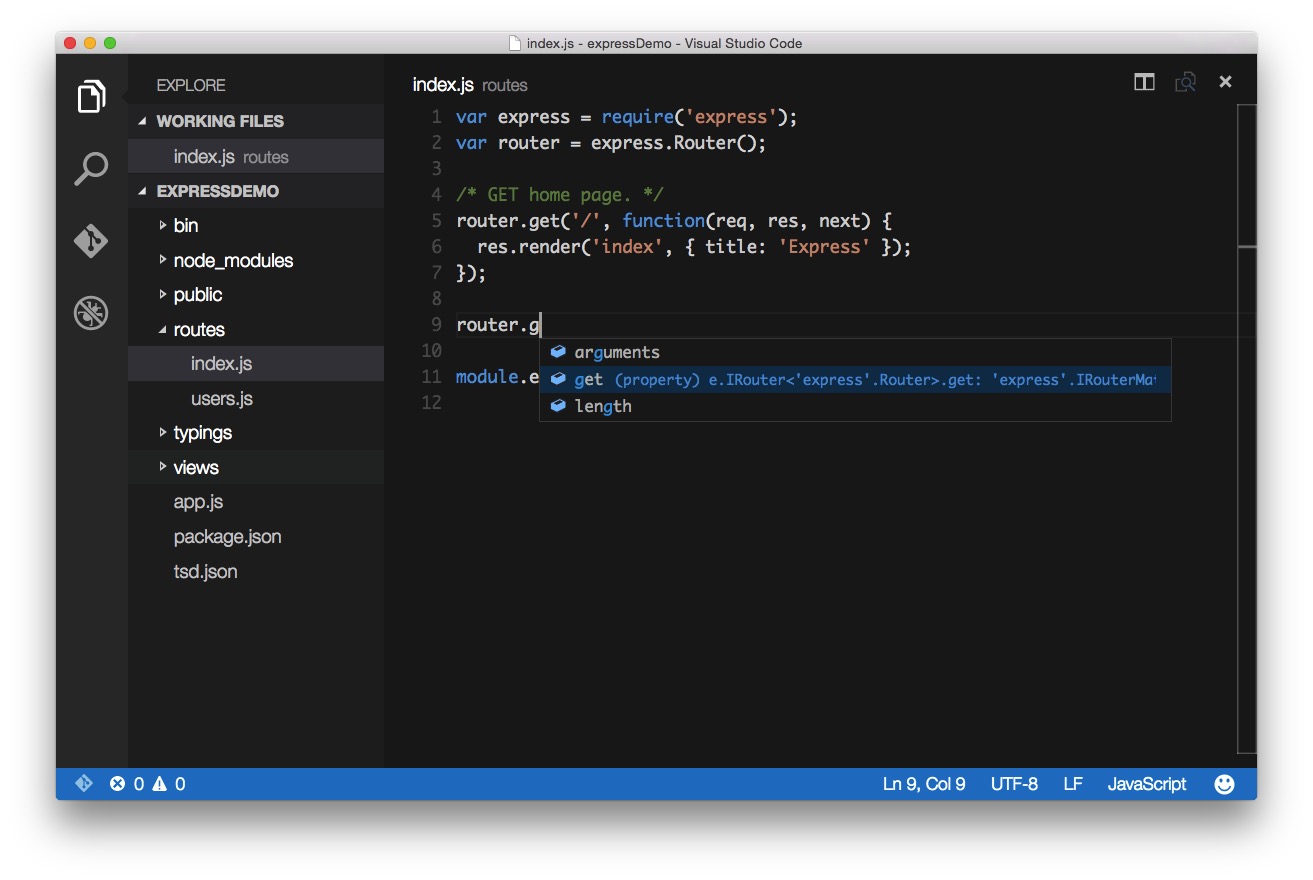 index.js - expressDemo - Visual Studio Code
EXPLORE
WORKING FILES
index.js routes
EXPRESSDEMO
bin
node_modules
public
routes
index.js
users.js
typings
views
app.js
package.json
tsd.json
index.js routes
1 var express = require('express');
2 var router = express.Router();
3
4 /* GET home page. */
5 router.get('/', function(req, res, next) {
6 res.render('index', { title: 'Express' });
7 });
8
9 router.g
arguments
get (property) e.IRouter<'express'.Router>.get: 'express'.IRouterMat
length
10
11 module.e
12
0 0
Ln 9, Col 9 UTF-8 LF JavaScript